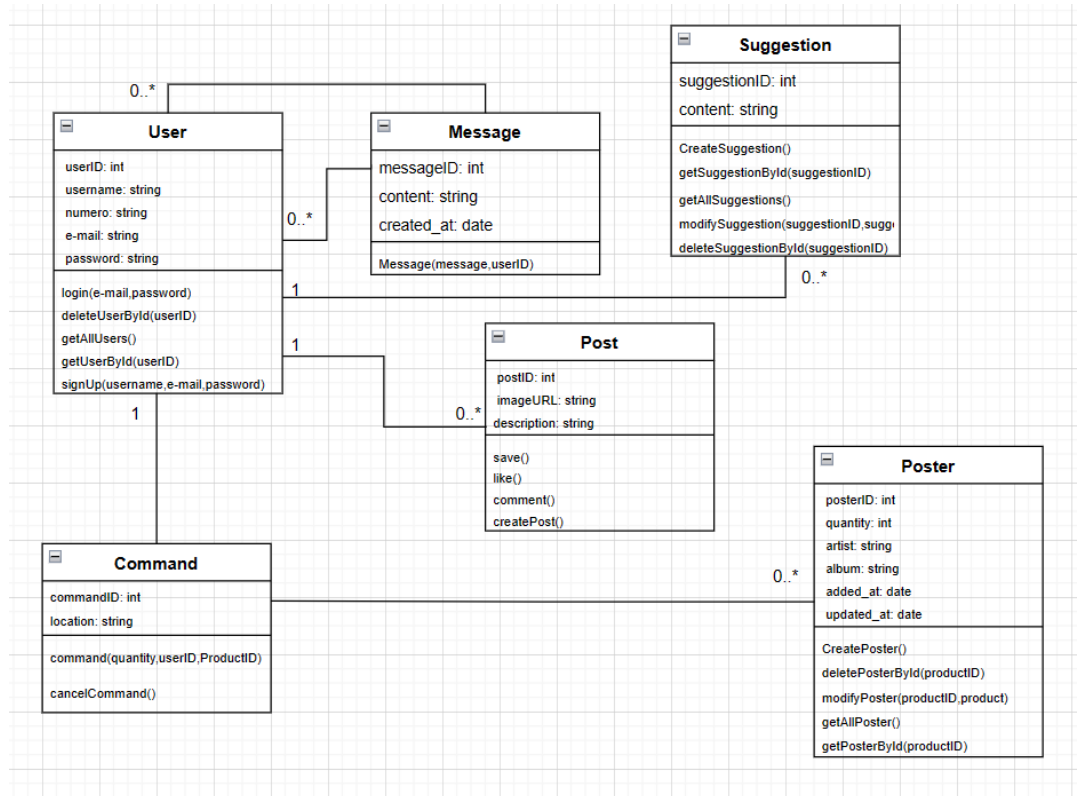 Suggestion
suggestionID: int
content: string
CreateSuggestion()
getSuggestionById(suggestionID)
getAllSuggestions()
modifySuggestion(suggestionID,sugge
deleteSuggestionById(suggestionID)
0..*
0..*
User
userID: int
username: string
numero: string
e-mail: string
password: string
login(e-mail,password)
deleteUserById(userID)
getAllUsers()
getUserById(userID)
signUp(username,e-mail,password)
Message
messageID: int
content: string
created_at: date
Message(message,userID)
0..*
1
1
1
0..*
Post
postID: int
imageURL: string
description: string
save()
like()
comment()
createPost()
Command
commandID: int
location: string
command(quantity,userID,ProductID)
cancelCommand()
0..*
Poster
posterID: int
quantity: int
artist: string
album: string
added_at: date
updated_at: date
CreatePoster()
deletePosterById(productID)
modifyPoster(productID,product)
getAllPoster()
getPosterById(productID)